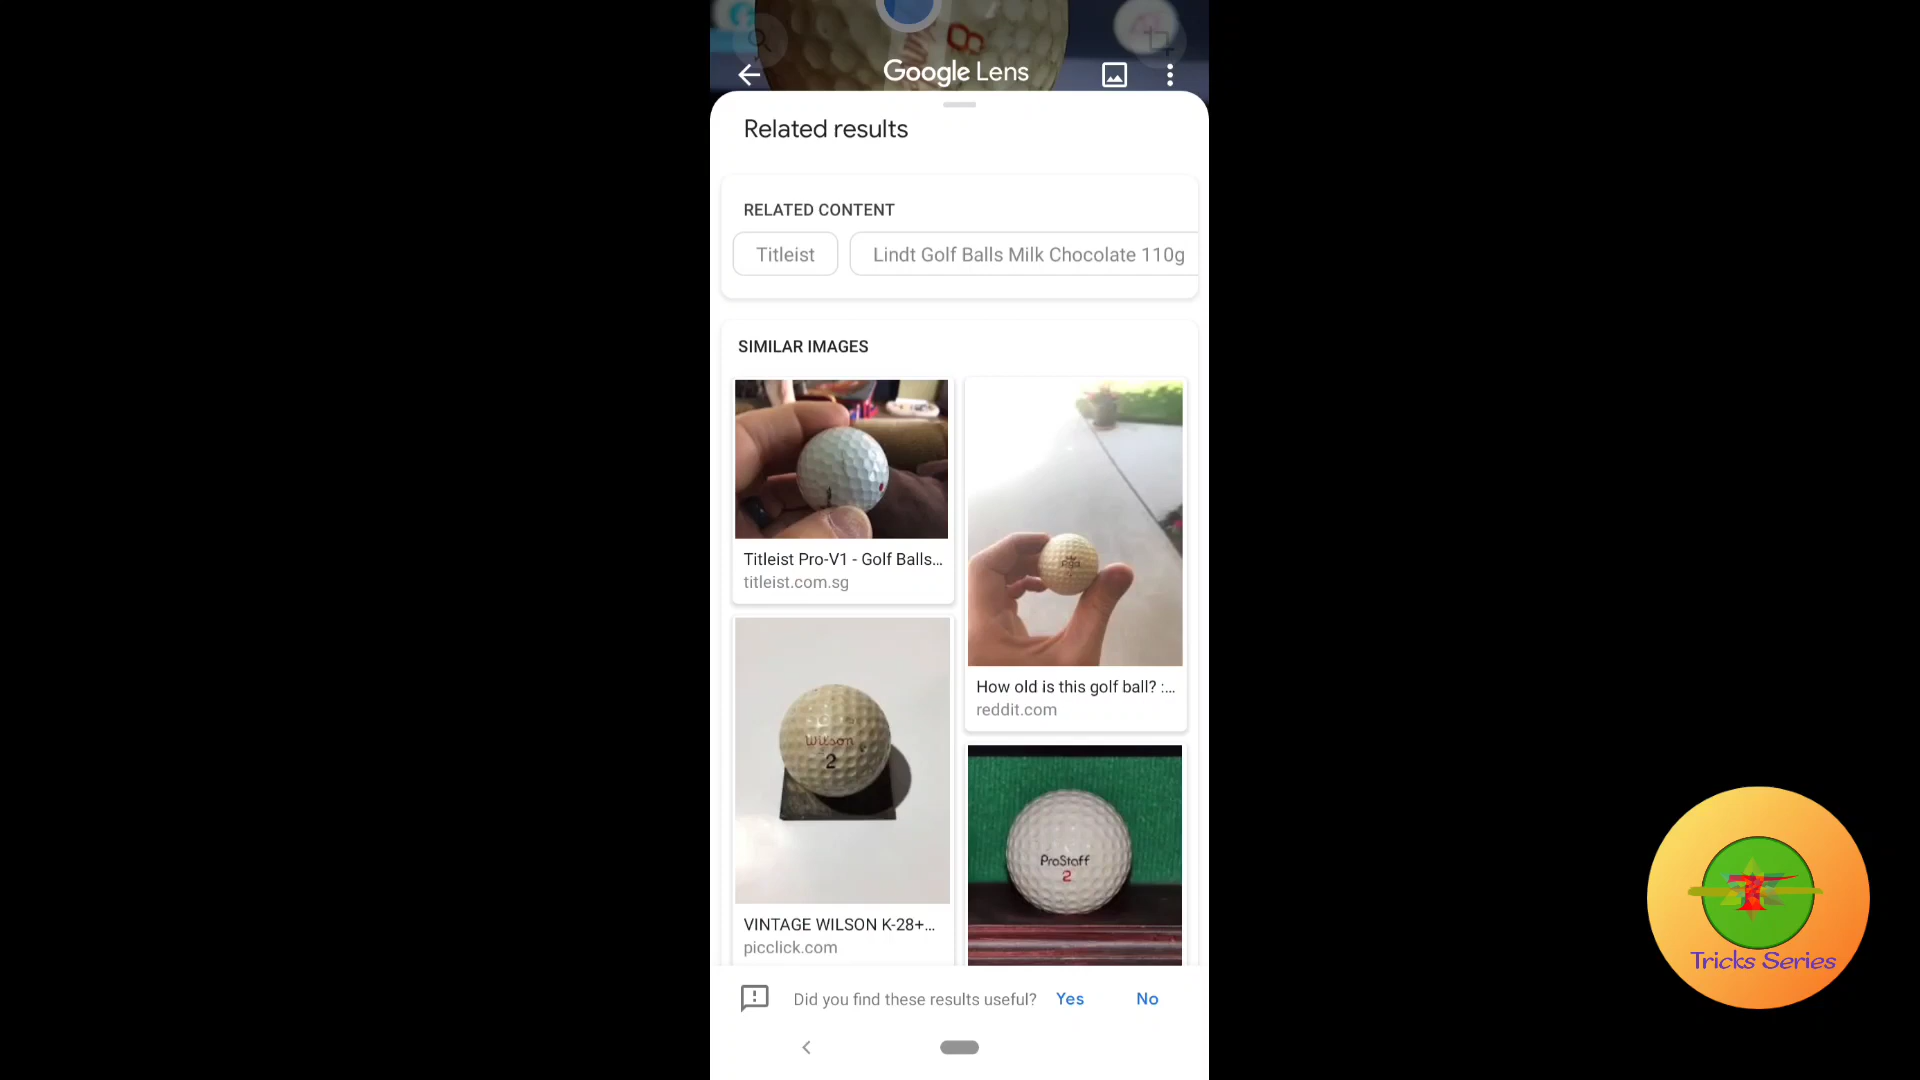 8
Google Lens
Related results
RELATED CONTENT
Titleist
Lindt Golf Balls Milk Chocolate 110g
SIMILAR IMAGES
Titleist Pro-V1 - Golf Balls...
titleist.com.sg
How old is this golf ball? :...
reddit.com
Wilson
2
VINTAGE WILSON K-28+...
picclick.com
ProStaff
2
Did you find these results useful?
Yes
No
Tricks Series